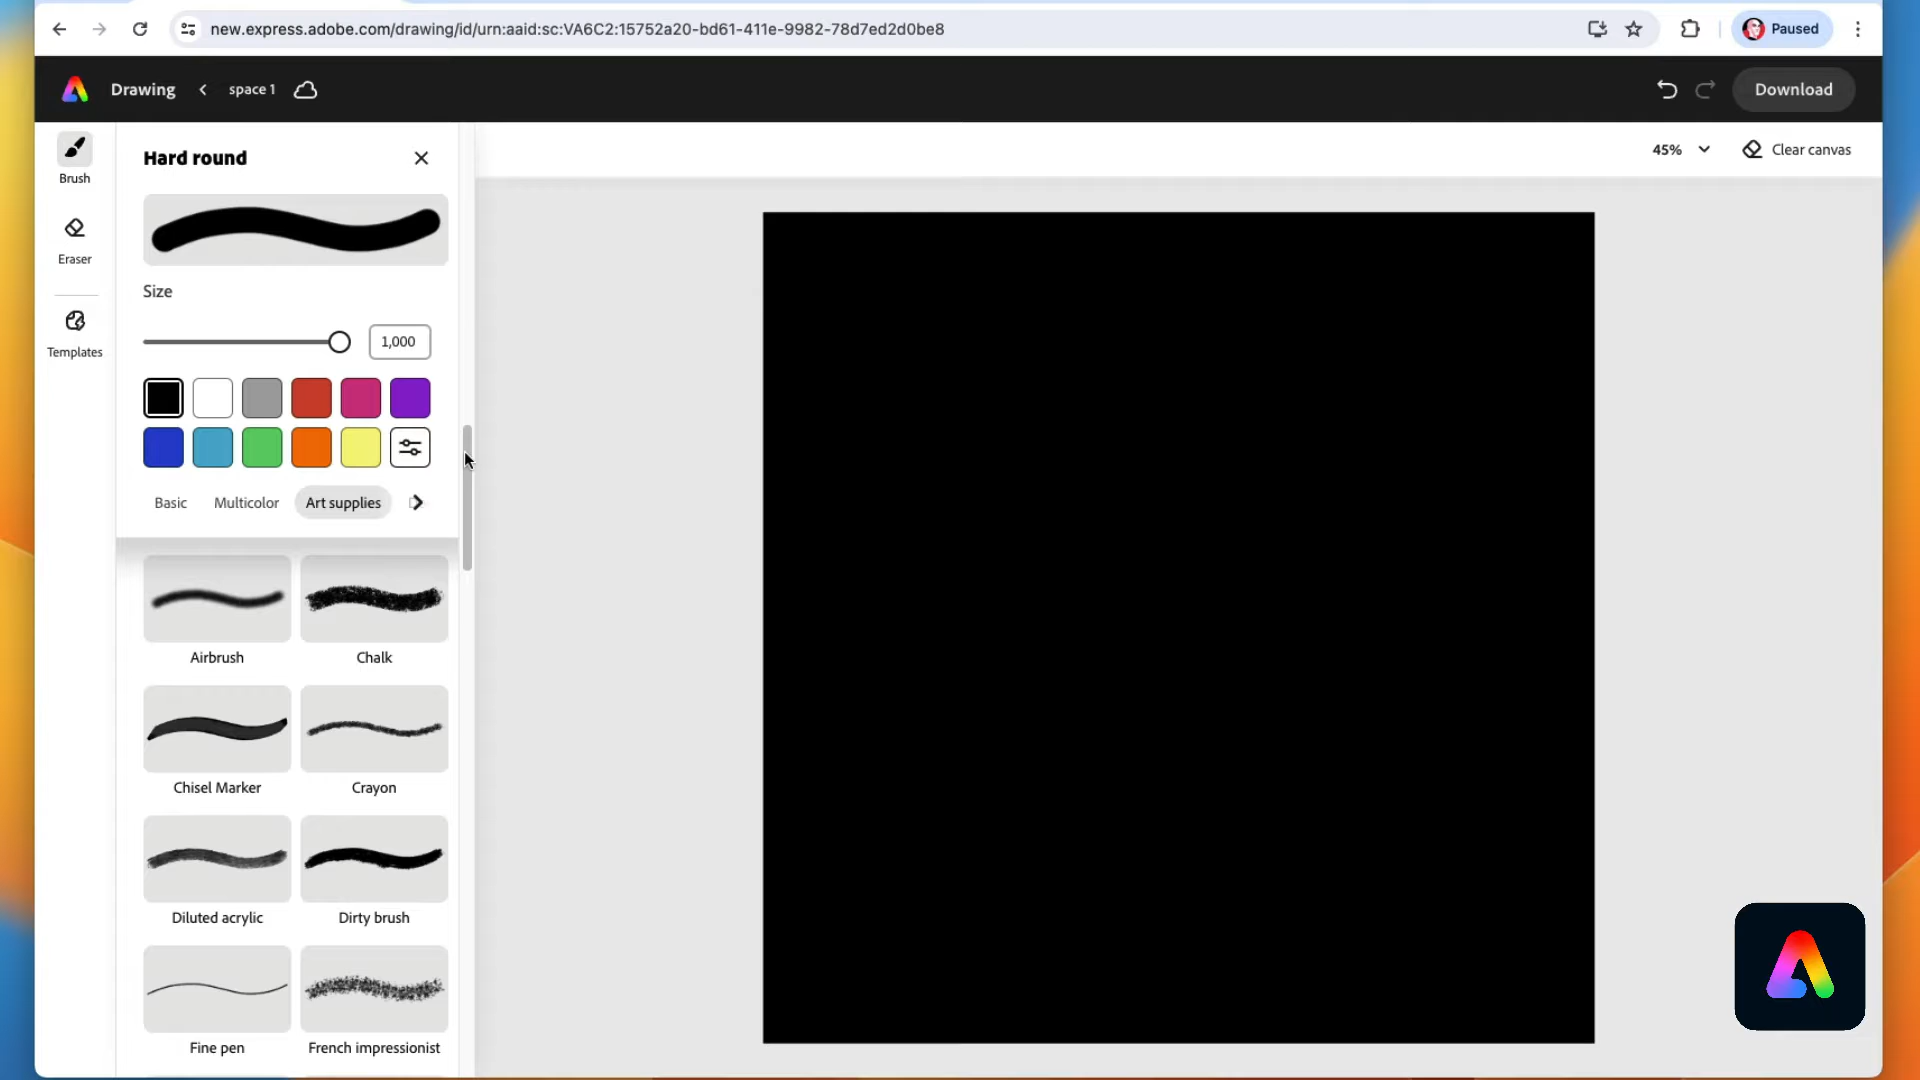 new.express.adobe.com/drawing/id/urn:aaid:sc:VA6C2:15752a20-bd61-411e-9982-78d7ed2d0be8
Paused
Drawing
space 1
Download
Brush
Eraser
Templates
Hard round
45%
Clear canvas
Size
1,000
Basic Multicolor Art supplies
Airbrush Chalk
Chisel Marker Crayon
Diluted acrylic Dirty brush
Fine pen French impressionist